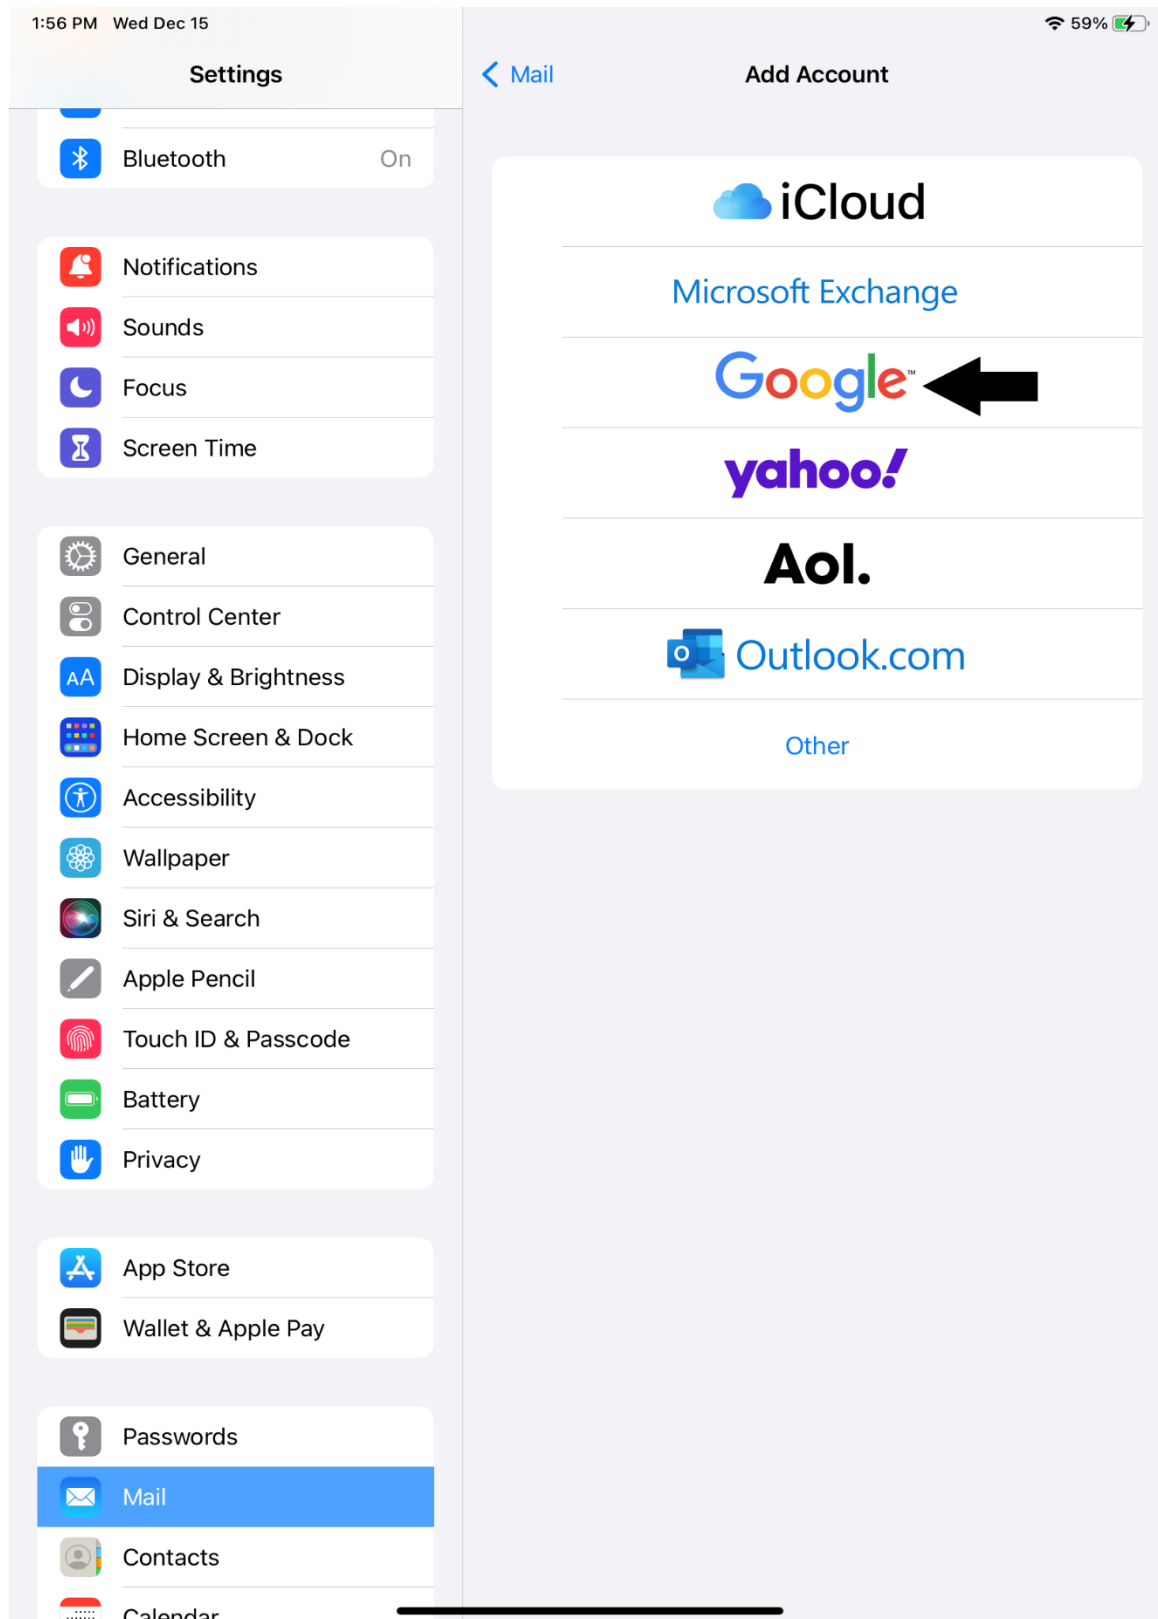 1:56 PM Wed Dec 15
59%
Settings
Bluetooth On
Notifications
Sounds
Focus
Screen Time
General
Control Center
AA Display & Brightness
Home Screen & Dock
Accessibility
Wallpaper
Siri & Search
Apple Pencil
Touch ID & Passcode
Battery
Privacy
App Store
Wallet & Apple Pay
Passwords
Mail
Contacts
Calendar
Mail
Add Account
iCloud
Microsoft Exchange
Google™
yahoo!
Aol.
Outlook.com
Other